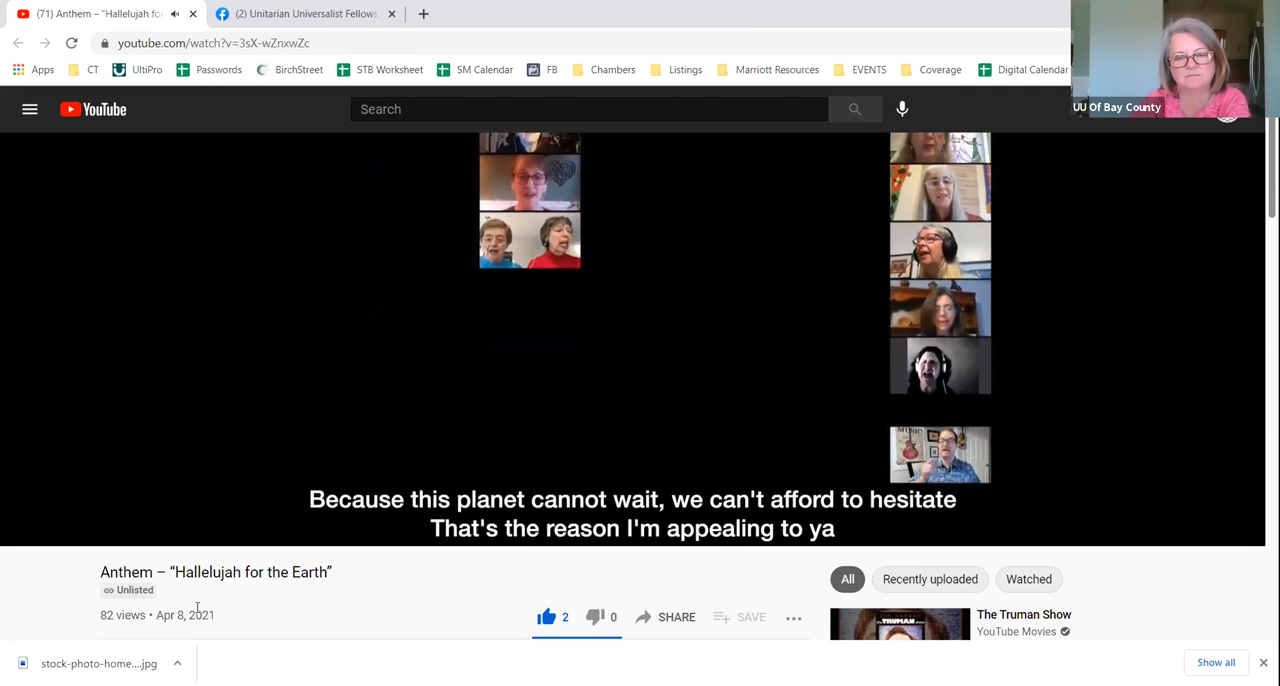 (71) Anthem – "Hallelujah fo
(2) Unitarian Universalist Fellows
youtube.com/watch?v=3sX-wZnxwZc
Apps CT UltiPro Passwords BirchStreet STB Worksheet SM Calendar FB Chambers Listings Marriott Resources EVENTS Coverage Digital Calendar
UU Of Bay County
YouTube
Search
MUSIC
Because this planet cannot wait, we can't afford to hesitate
That's the reason I'm appealing to ya
Anthem – “Hallelujah for the Earth”
Unlisted
82 views • Apr 8, 2021
2 0 SHARE SAVE
All Recently uploaded Watched
The Truman Show
YouTube Movies
TRUMAN
stock-photo-home....jpg
Show all